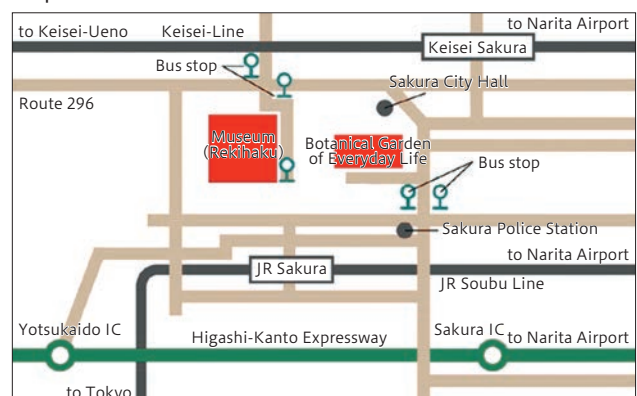 to Keisei-Ueno
Keisei-Line
to Narita Airport
Keisei Sakura
Bus stop
Sakura City Hall
Route 296
Museum
(Rekihaku)
Botanical Garden
of Everyday Life
Bus stop
Sakura Police Station
to Narita Airport
JR Sakura
JR Soubu Line
Yotsukaido IC
Higashi-Kanto Expressway
Sakura IC
to Narita Airport
to Tokyo